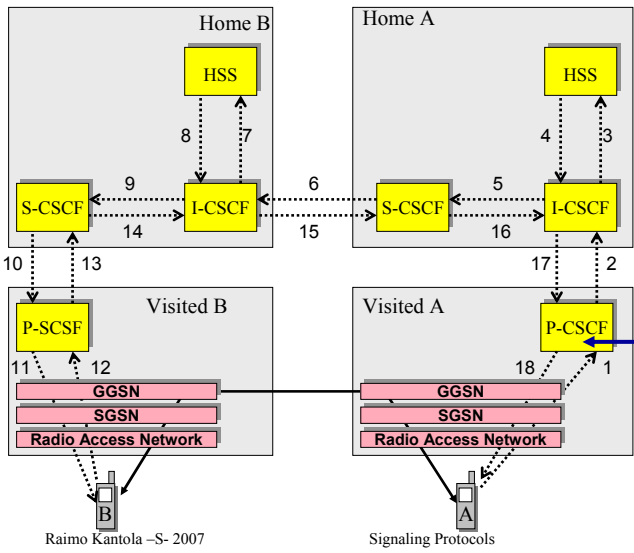 Home B
Home A
HSS
HSS
8
7
4
3
9
6
5
S-CSCF
I-CSCF
S-CSCF
I-CSCF
14
15
16
10
13
17
2
Visited B
Visited A
P-SCSF
P-CSCF
11
12
18
1
GGSN
GGSN
SGSN
SGSN
Radio Access Network
Radio Access Network
B
A
Raimo Kantola –S- 2007
Signaling Protocols